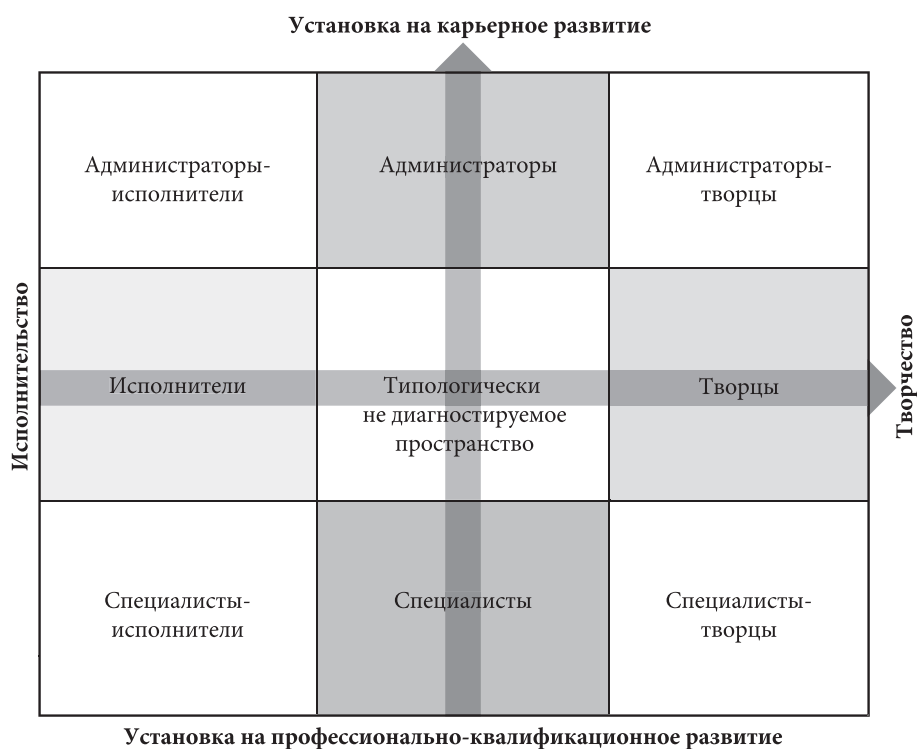 Установка на карьерное развитие
Администраторы-
исполнители
Администраторы
Администраторы-
творцы
Исполнительство
Исполнители
Типологически
не диагностируемое
пространство
Творцы
Творчество
Специалисты-
исполнители
Специалисты
Специалисты-
творцы
Установка на профессионально-квалификационное развитие